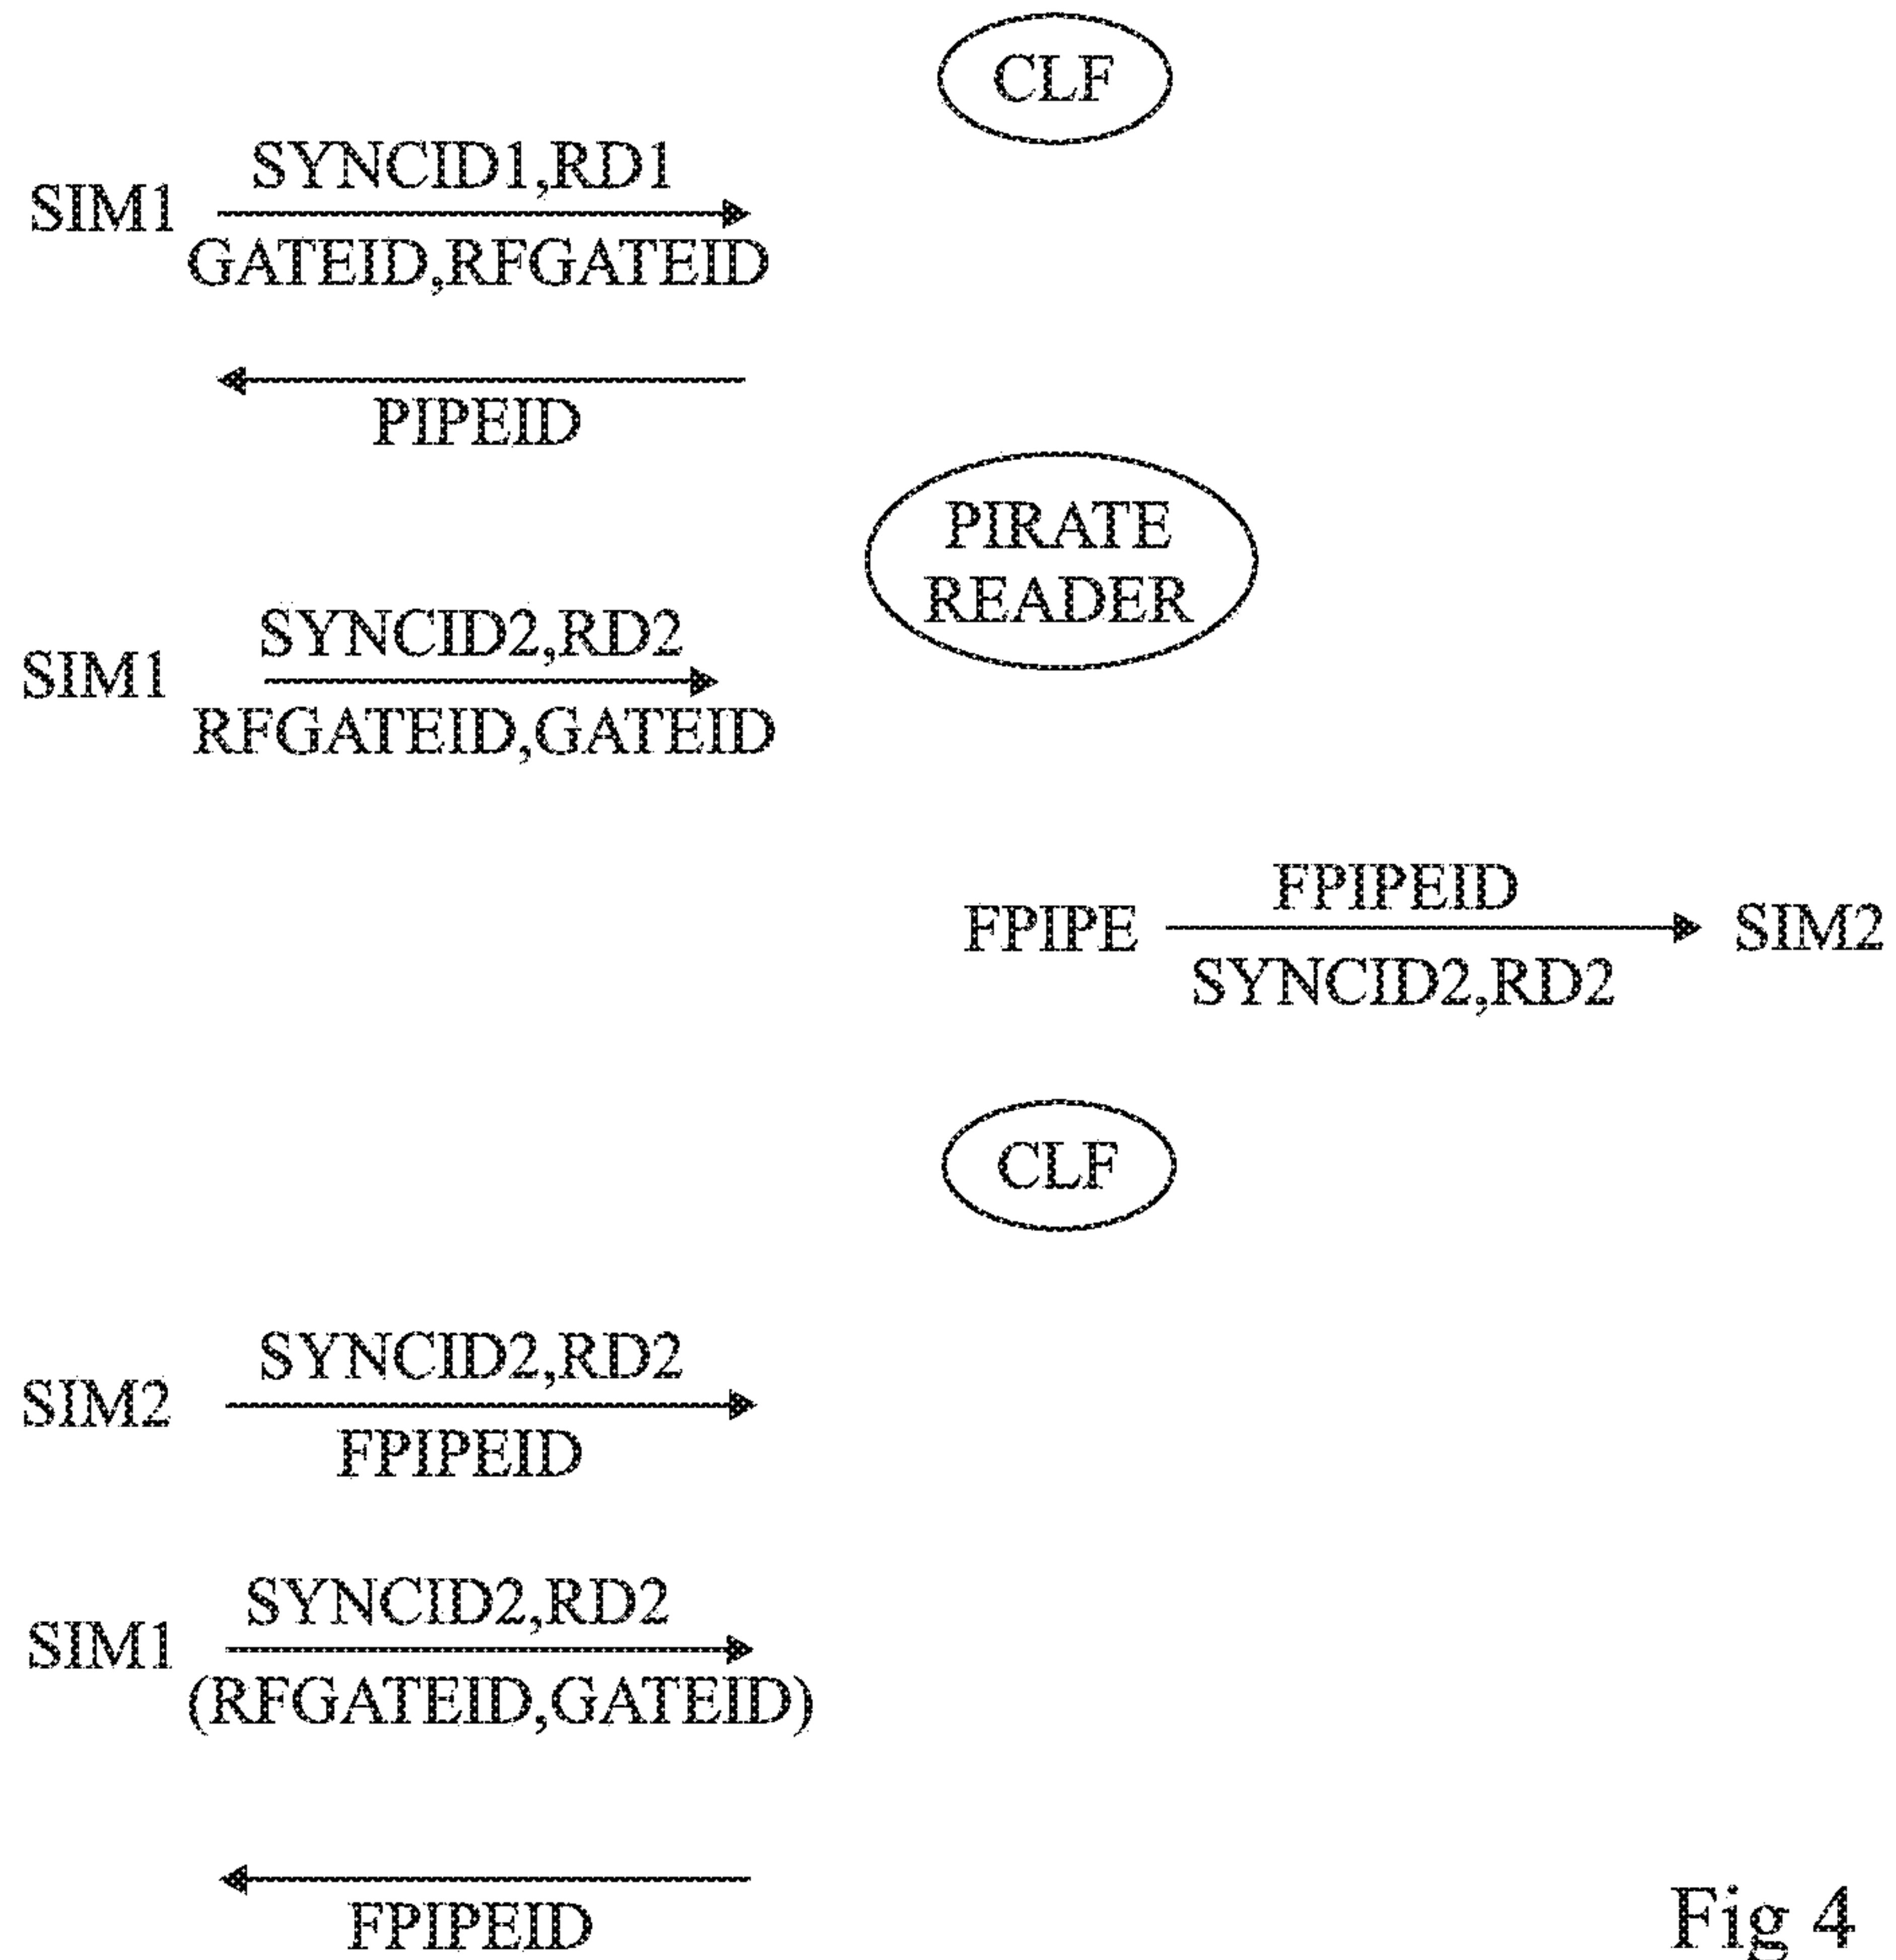 CLF
SYNCID1,RD1
SIM1
GATEID,RFGATEID
PIPEID
PIRATE
READER
SYNCID2,RD2
SIM1
RFGATEID,GATEID
FPIPEID
FPIPE
SIM2
SYNCID2,RD2
CLF
SYNCID2,RD2
SIM2
FPIPEID
SYNCID2,RD2
SIM1
(RFGATEID,GATEID)
FPIPEID
Fig 4